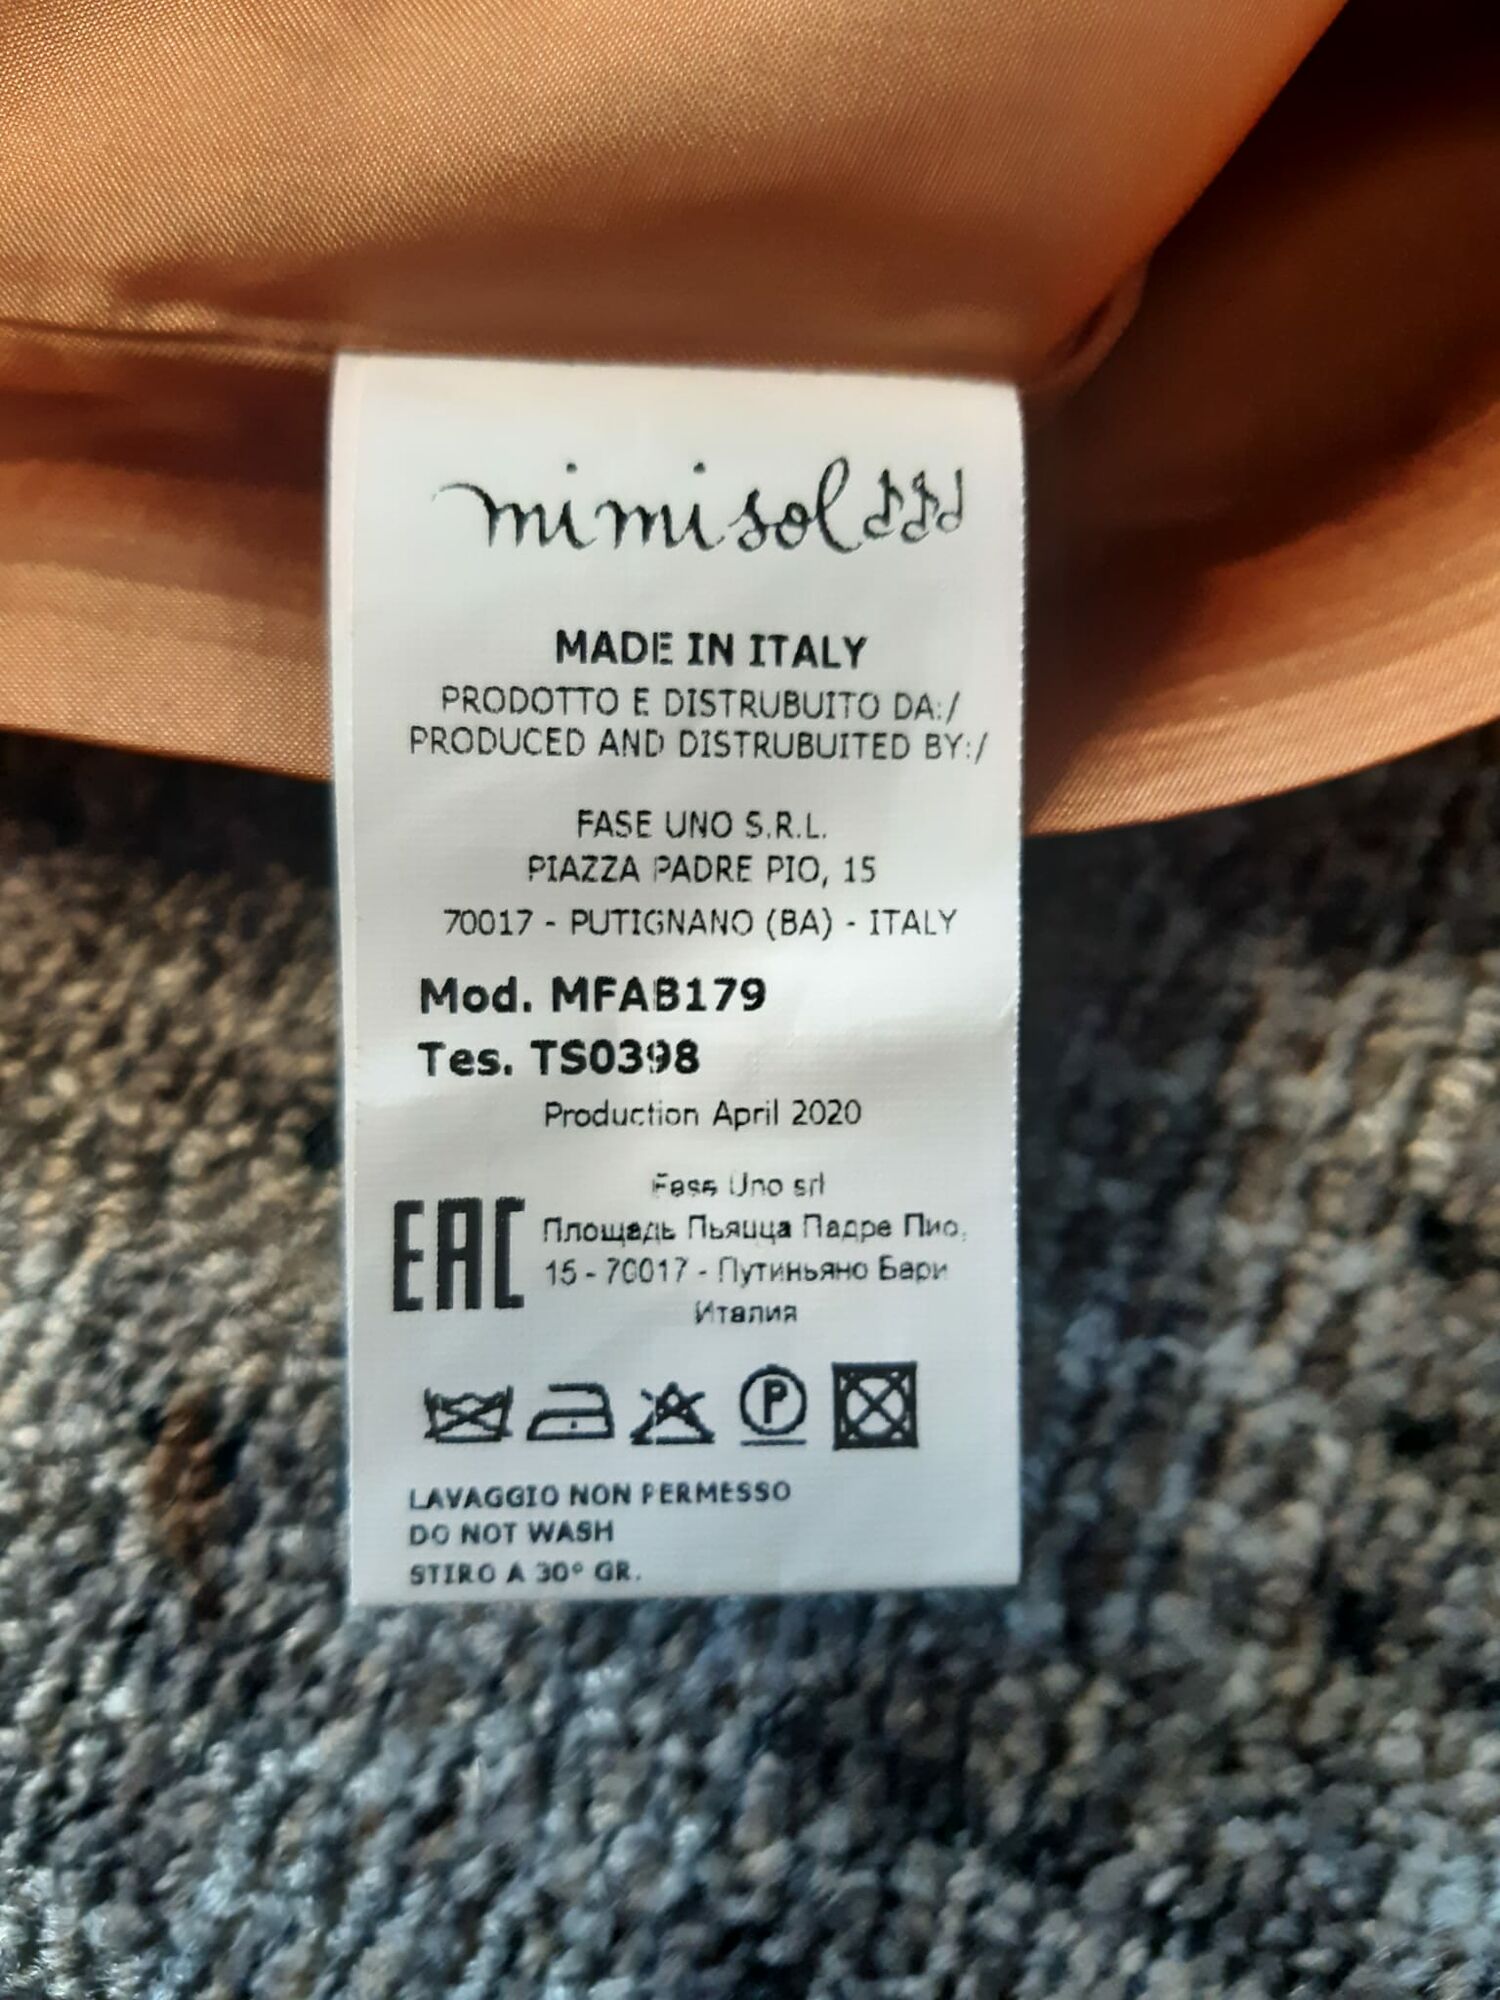 mimisol
MADE IN ITALY
PRODOTTO E DISTRUBUITO DA:/
PRODUCED AND DISTRUBUITED BY:/
FASE UNO S.R.L.
PIAZZA PADRE PIO, 15
70017 - PUTIGNANO (BA) - ITALY
Mod. MFAB179
Tes. TS0398
Production April 2020
Fase Uno srl
EAC
Площадь Пьяцца Падре Пио,
15 - 70017 - Путиньяно Бари
Италия
P
LAVAGGIO NON PERMESSO
DO NOT WASH
STIRO A 30° GR.